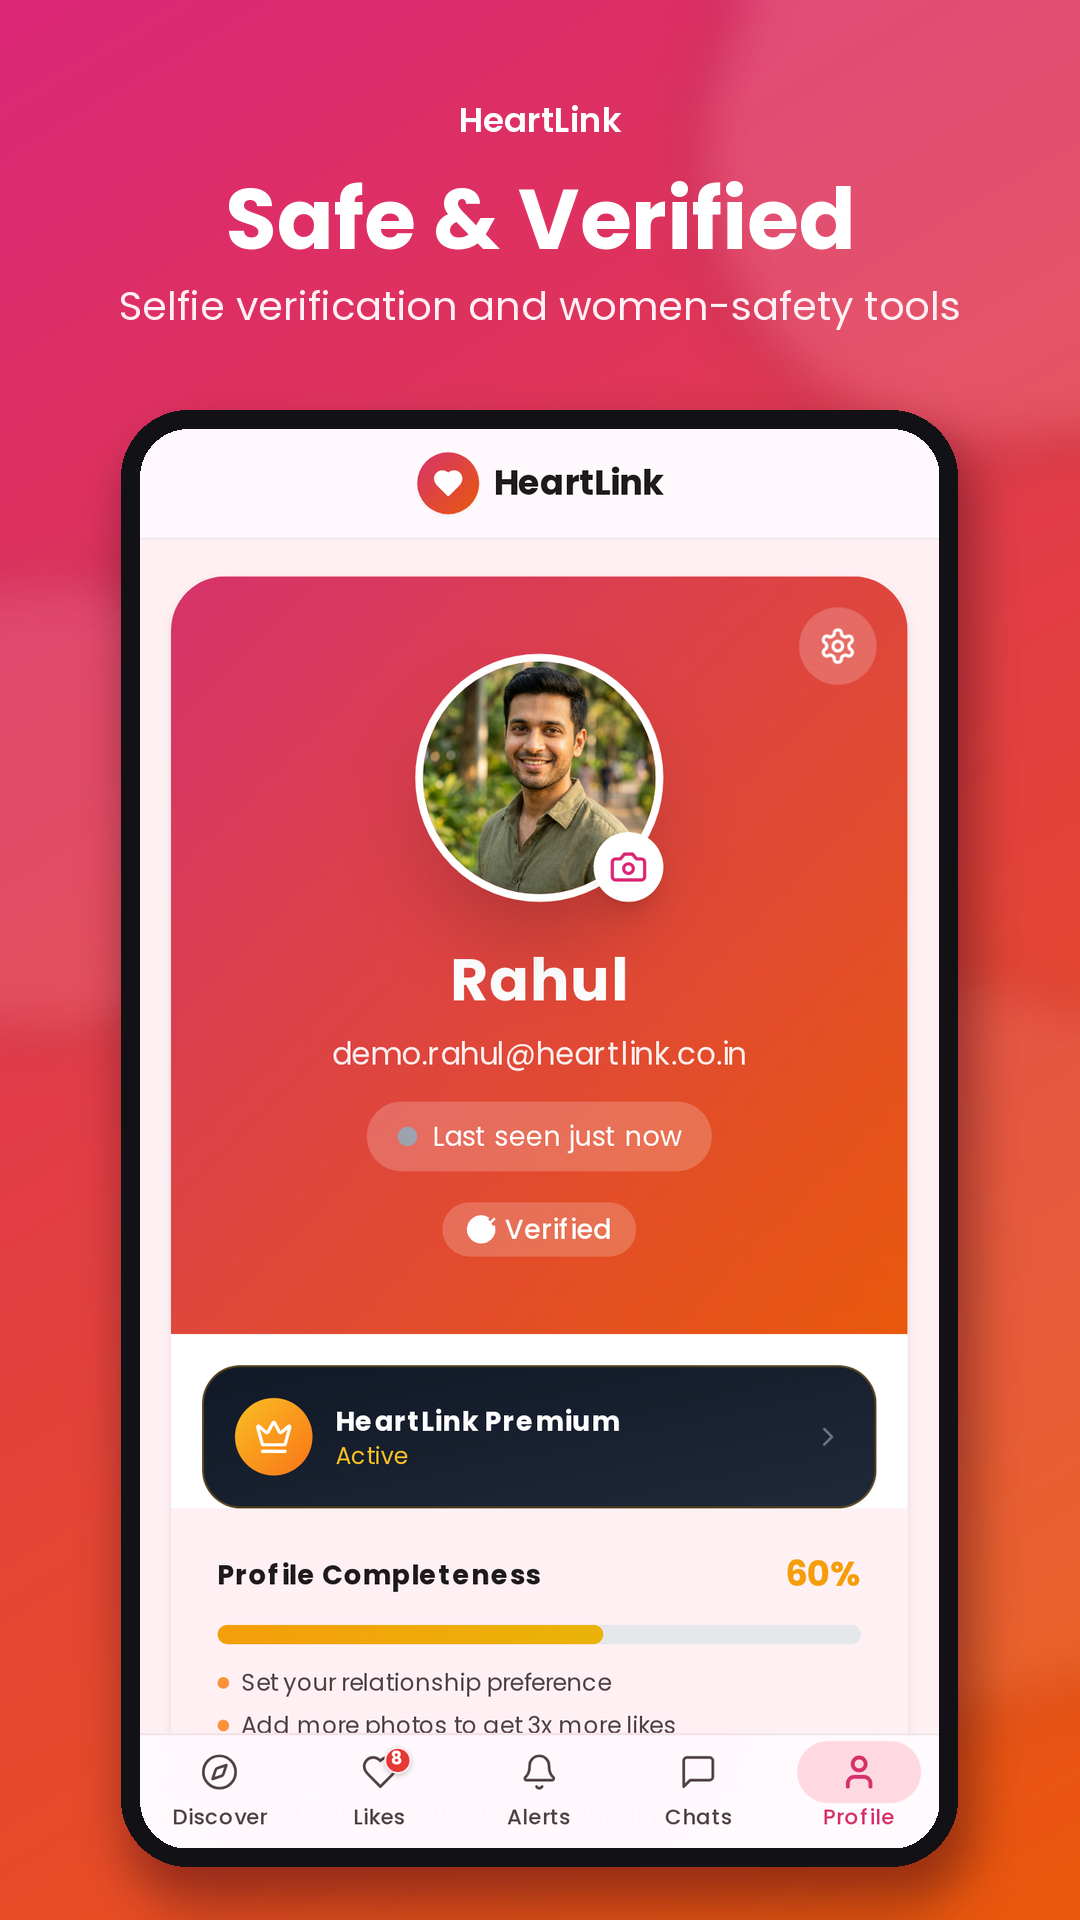 HeartLink
Safe & Verified
Selfie verification and women-safety tools
HeartLink
Rahul
demo.rahul@heartlink.co.in
Last seen just now
Verified
HeartLink Premium
Active
Profile Completeness
60%
Set your relationship preference
Add more photos to get 3x more likes
8
Discover
Likes
Alerts
Chats
Profile